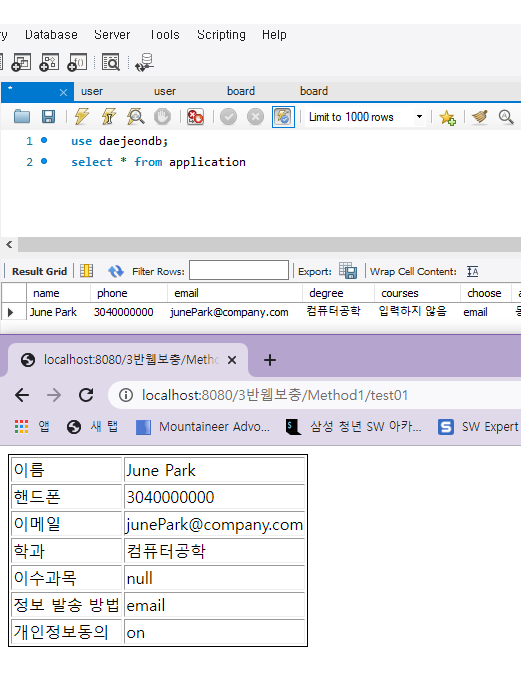 Database Server Tools Scripting Help
* user user board board
Limit to 1000 rows
1 use daejeondb;
2 select * from application
Result Grid Filter Rows: Export: Wrap Cell Content:
name phone email degree courses choose
June Park 3040000000 junePark@company.com 컴퓨터공학 입력하지 않음 email
localhost:8080/3반웹보충/Metho
localhost:8080/3반웹보충/Method1/test01
앱 새 탭 Mountaineer Advo... 삼성 청년 SW 아카... SW Expert
이름 June Park
핸드폰 3040000000
이메일 junePark@company.com
학과 컴퓨터공학
이수과목 null
정보 발송 방법 email
개인정보동의 on